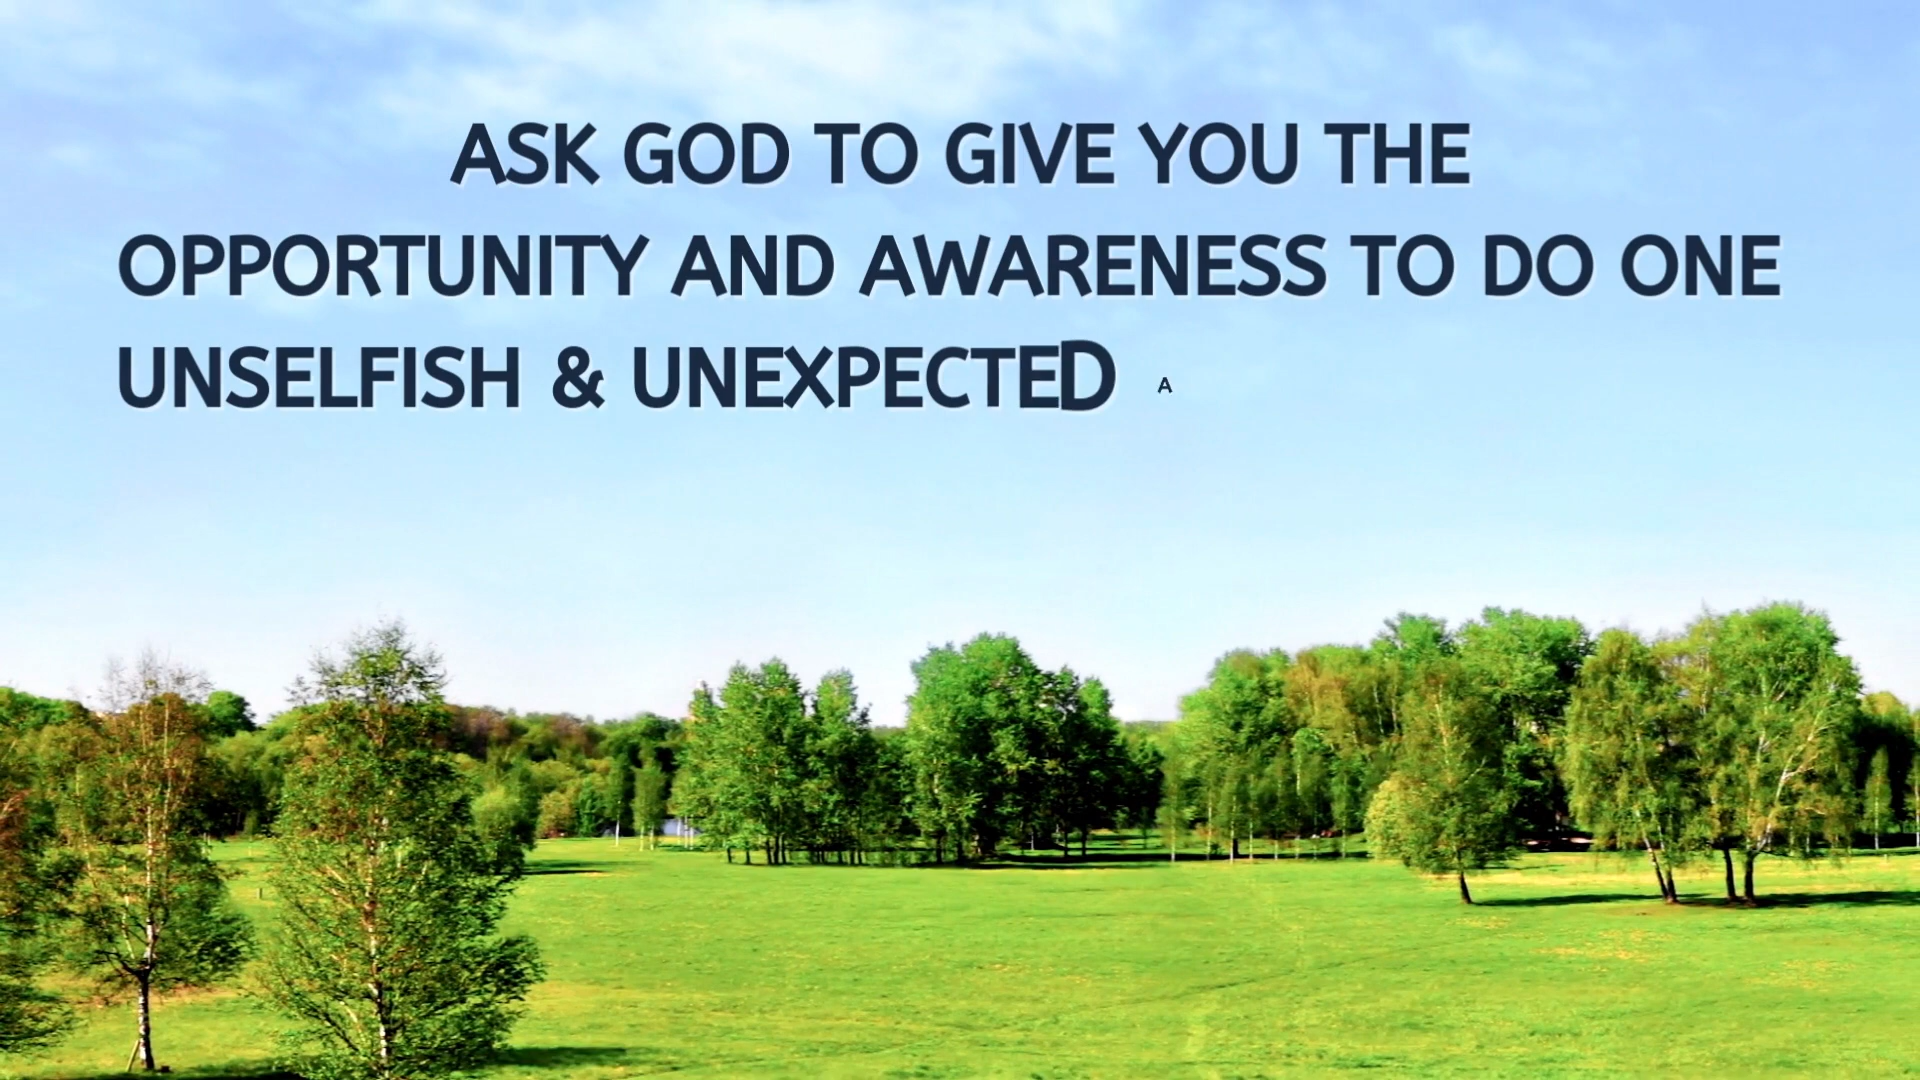 ASK GOD TO GIVE YOU THE
OPPORTUNITY AND AWARENESS TO DO ONE
UNSELFISH & UNEXPECTED A